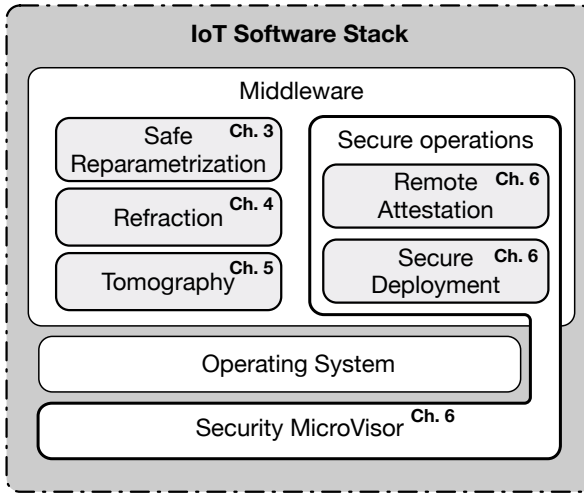 IoT Software Stack
Middleware
Safe Ch. 3
Reparametrization
Refraction Ch. 4
Tomography Ch. 5
Secure operations
Remote Ch. 6
Attestation
Secure Ch. 6
Deployment
Operating System
Security MicroVisor Ch. 6